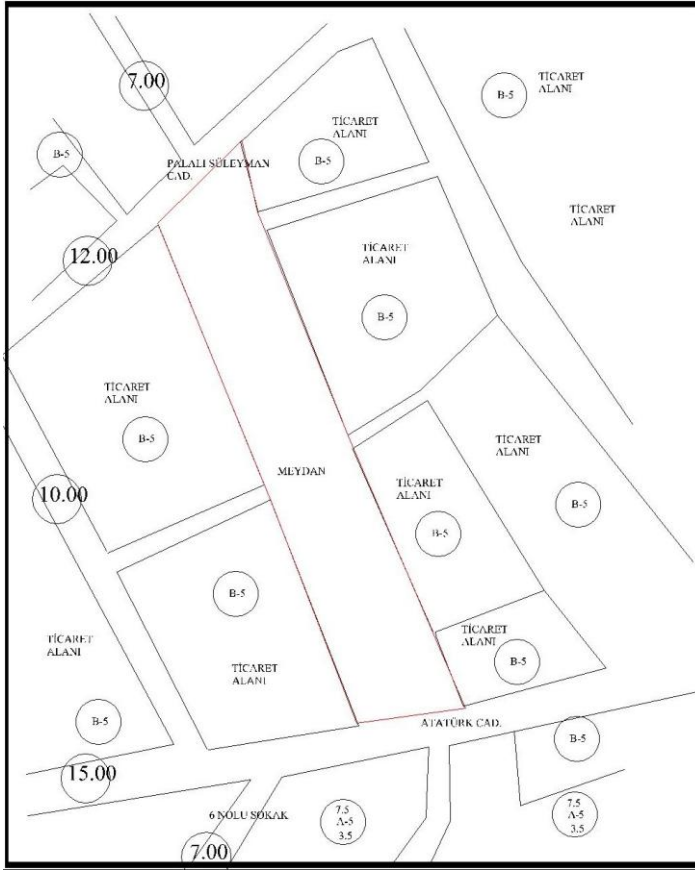 7.00
B-5
TİCARET
ALANI
TİCARET
ALANI
B-5
B-5
PALALI SÜLEYMAN
CAD.
TİCARET
ALANI
12.00
TİCARET
ALANI
B-5
TİCARET
ALANI
B-5
TİCARET
ALANI
MEYDAN
TİCARET
ALANI
10.00
B-5
B-5
B-5
TİCARET
ALANI
TİCARET
ALANI
TİCARET
ALANI
B-5
B-5
ATATÜRK CAD.
B-5
15.00
6 NOLU SOKAK
7.5
A-5
3.5
7.5
A-5
3.5
7.00